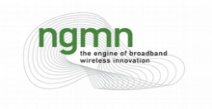 ngmn
the engine of broadband
wireless innovation